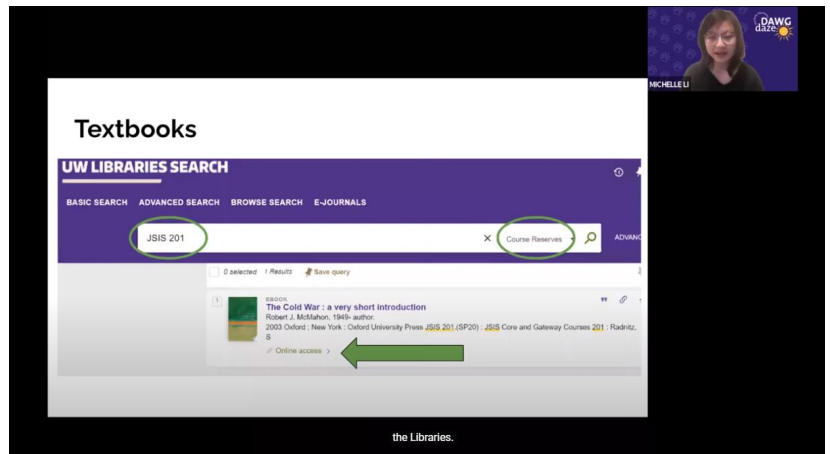 DAWG
daze
MICHELLE LI
Textbooks
UW LIBRARIES SEARCH
BASIC SEARCH ADVANCED SEARCH BROWSE SEARCH E-JOURNALS
JSIS 201 × Course Reserves ADVANC
0 selected 1 Results Save query
1 EBOOK
The Cold War : a very short introduction
Robert J. McMahon, 1949- author.
2003 Oxford ; New York : Oxford University Press JSIS 201 (SP20) : JSIS Core and Gateway Courses 201 : Radnitz,
S
Online access >
the Libraries.